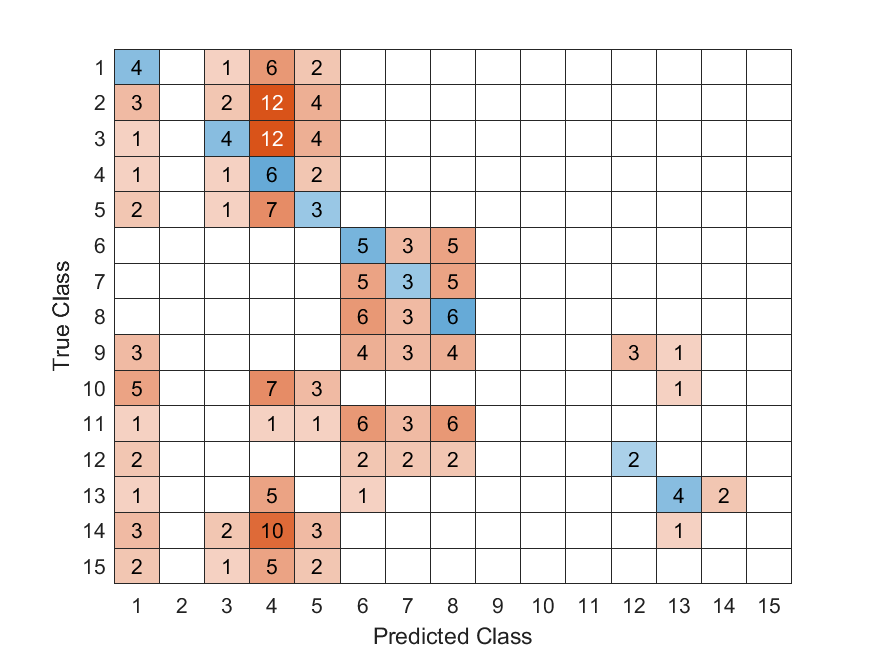 1 4 1 6 2
2 3 2 12 4
3 1 4 12 4
4 1 1 6 2
5 2 1 7 3
6 5 3 5
7 5 3 5
8 6 3 6
9 3 4 3 4 3 1
10 5 7 3 1
11 1 1 1 6 3 6
12 2 2 2 2 2
13 1 5 1 4 2
14 3 2 10 3 1
15 2 1 5 2
True Class
1 2 3 4 5 6 7 8 9 10 11 12 13 14 15
Predicted Class